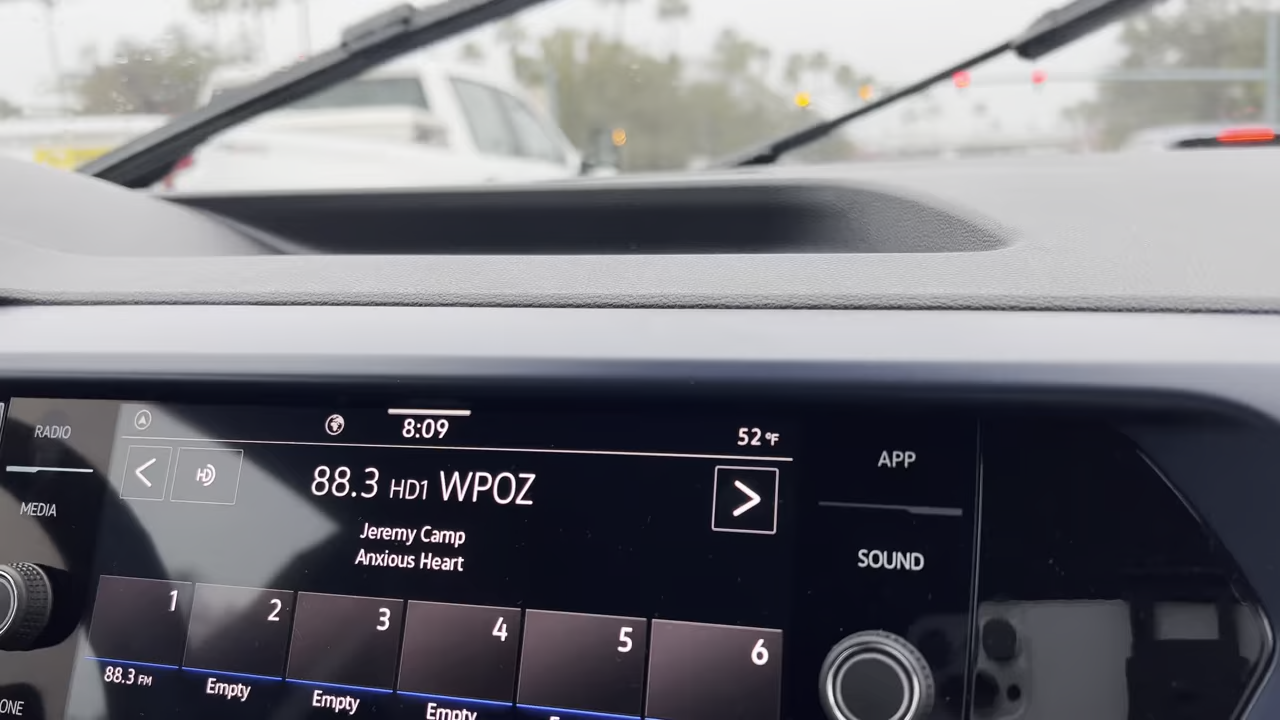 RADIO
MEDIA
8:09
52°F
HD
88.3 HD1 WPOZ
Jeremy Camp
Anxious Heart
1
2
3
4
5
6
88.3 FM
Empty
Empty
Empty
APP
SOUND